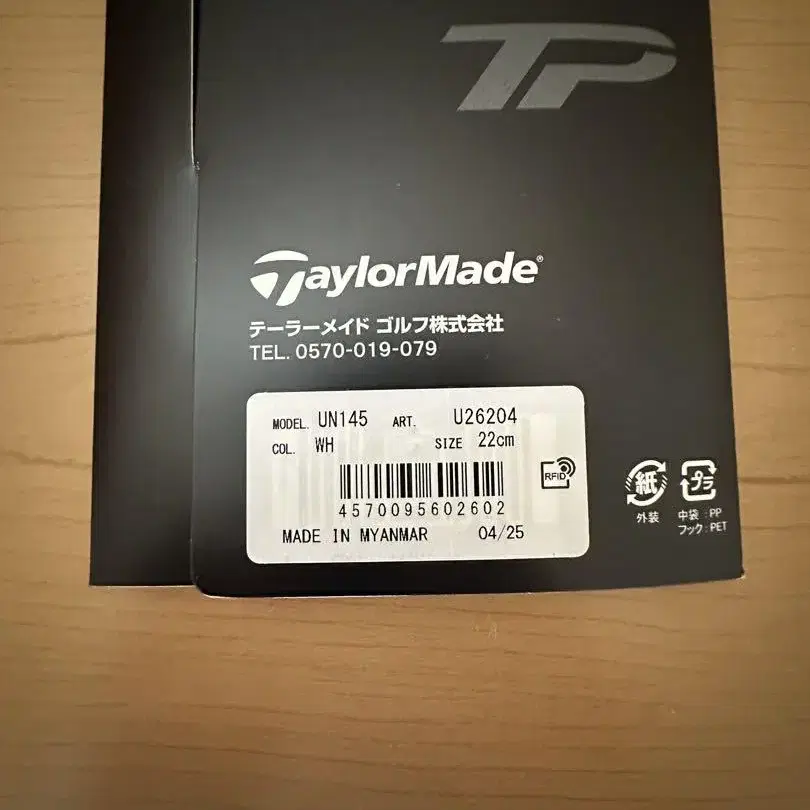 TP
TaylorMade®
テーラーメイド ゴルフ株式会社
TEL. 0570-019-079
MODEL. UN145 ART. U26204
COL. WH SIZE 22cm
RFID
4570095602602
MADE IN MYANMAR 04/25
紙 プラ
外装 中袋:PP
フック:PET